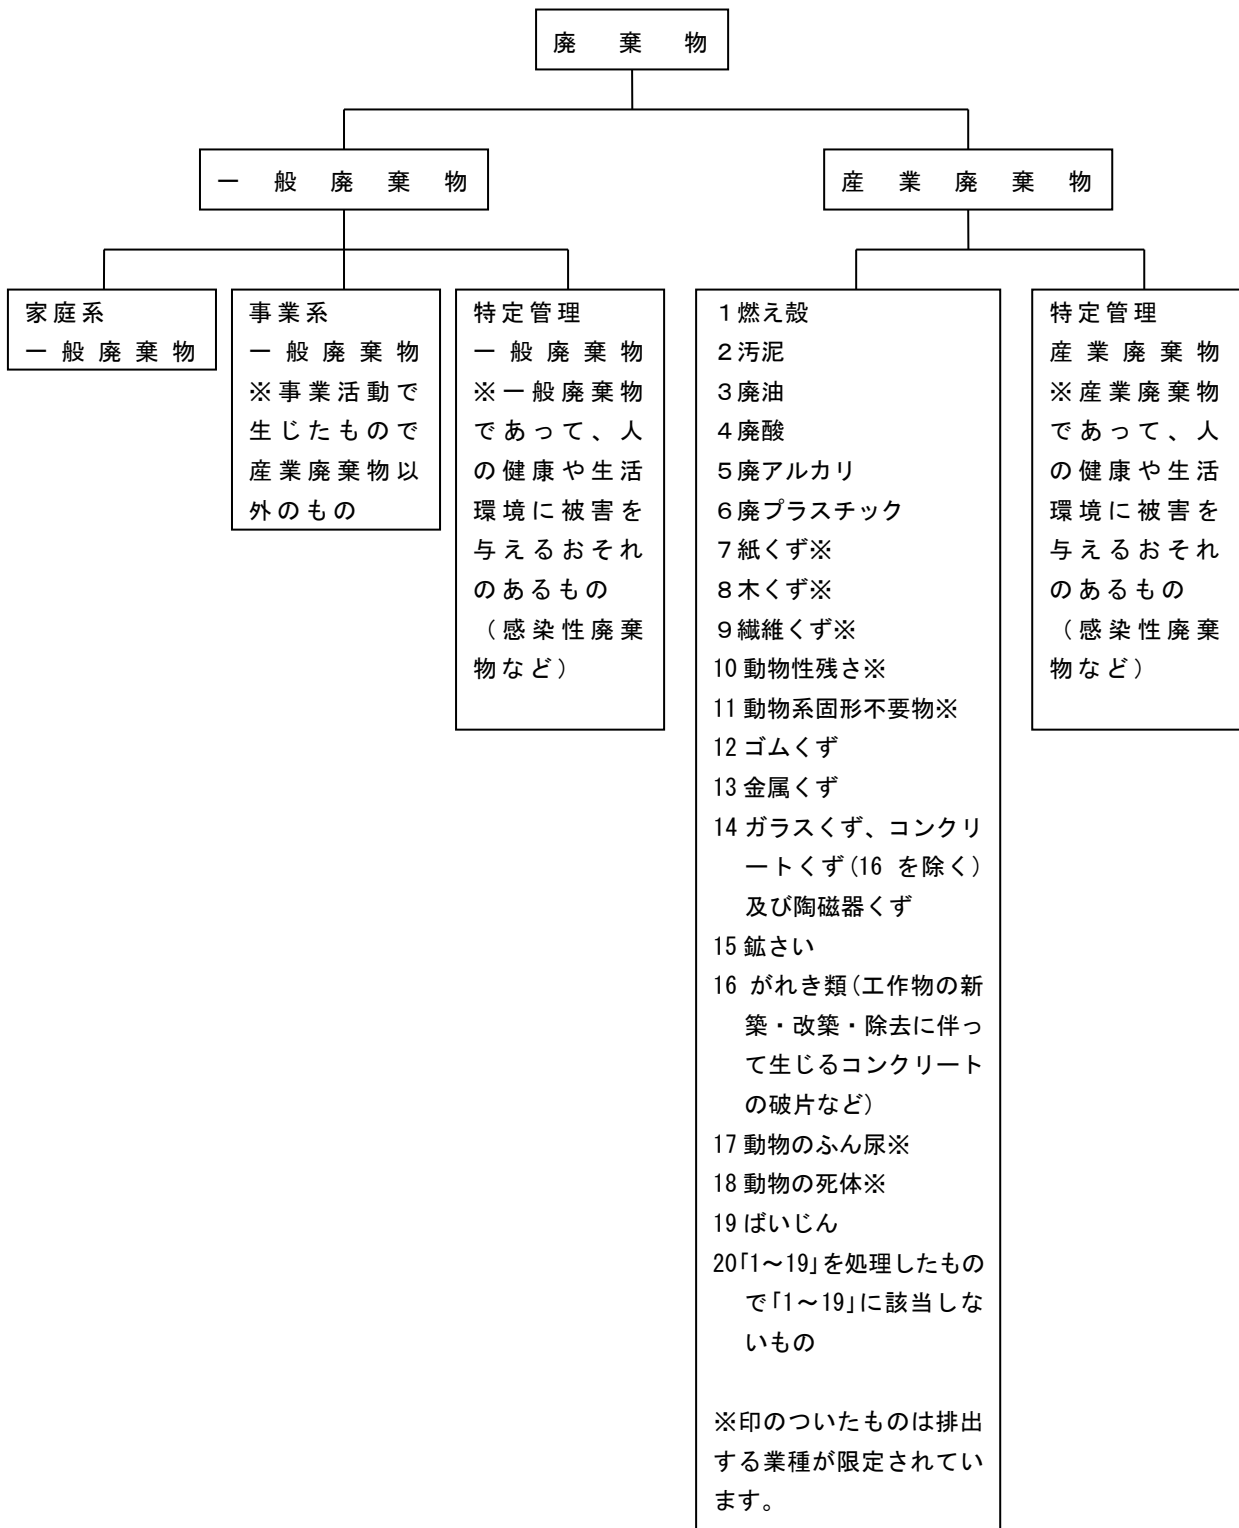 廃棄物
一般廃棄物
産業廃棄物
家庭系
一般廃棄物
事業系
一般廃棄物
※事業活動で
生じたもので
産業廃棄物以
外のもの
特定管理
一般廃棄物
※一般廃棄物
であって、人
の健康や生活
環境に被害を
与えるおそれ
のあるもの
（感染性廃棄
物など）
1燃え殻
2汚泥
3廃油
4廃酸
5廃アルカリ
6廃プラスチック
7紙くず※
8木くず※
9繊維くず※
10動物性残さ※
11動物系固形不要物※
12ゴムくず
13金属くず
14ガラスくず、コンクリ
ートくず(16 を除く)
及び陶磁器くず
15鉱さい
16 がれき類(工作物の新
築・改築・除去に伴っ
て生じるコンクリート
の破片など)
17動物のふん尿※
18動物の死体※
19ばいじん
20「1～19」を処理したもの
で「1～19」に該当しな
いもの
※印のついたものは排出
する業種が限定されてい
ます。
特定管理
産業廃棄物
※産業廃棄物
であって、人
の健康や生活
環境に被害を
与えるおそれ
のあるもの
（感染性廃棄
物など）